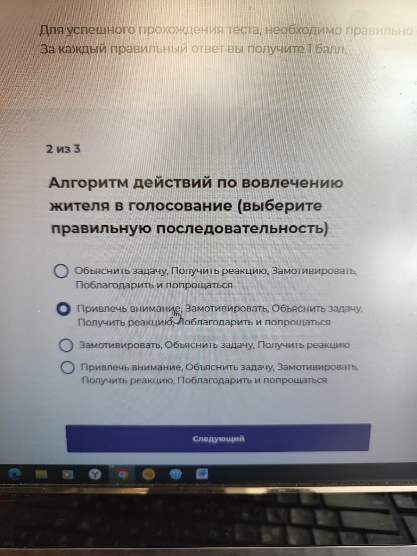 Для успешного прохождения теста, необходимо правильно
За каждый правильный ответ вы получите 1 балл.
2 из 3
Алгоритм действий по вовлечению
жителя в голосование (выберите
правильную последовательность)
Объяснить задачу, Получить реакцию, Замотивировать,
Поблагодарить и попрощаться
Привлечь внимание, Замотивировать, Объяснить задачу,
Получить реакцию, Поблагодарить и попрощаться
Замотивировать, Объяснить задачу, Получить реакцию
Привлечь внимание, Объяснить задачу, Замотивировать,
Получить реакцию, Поблагодарить и попрощаться
Следующий